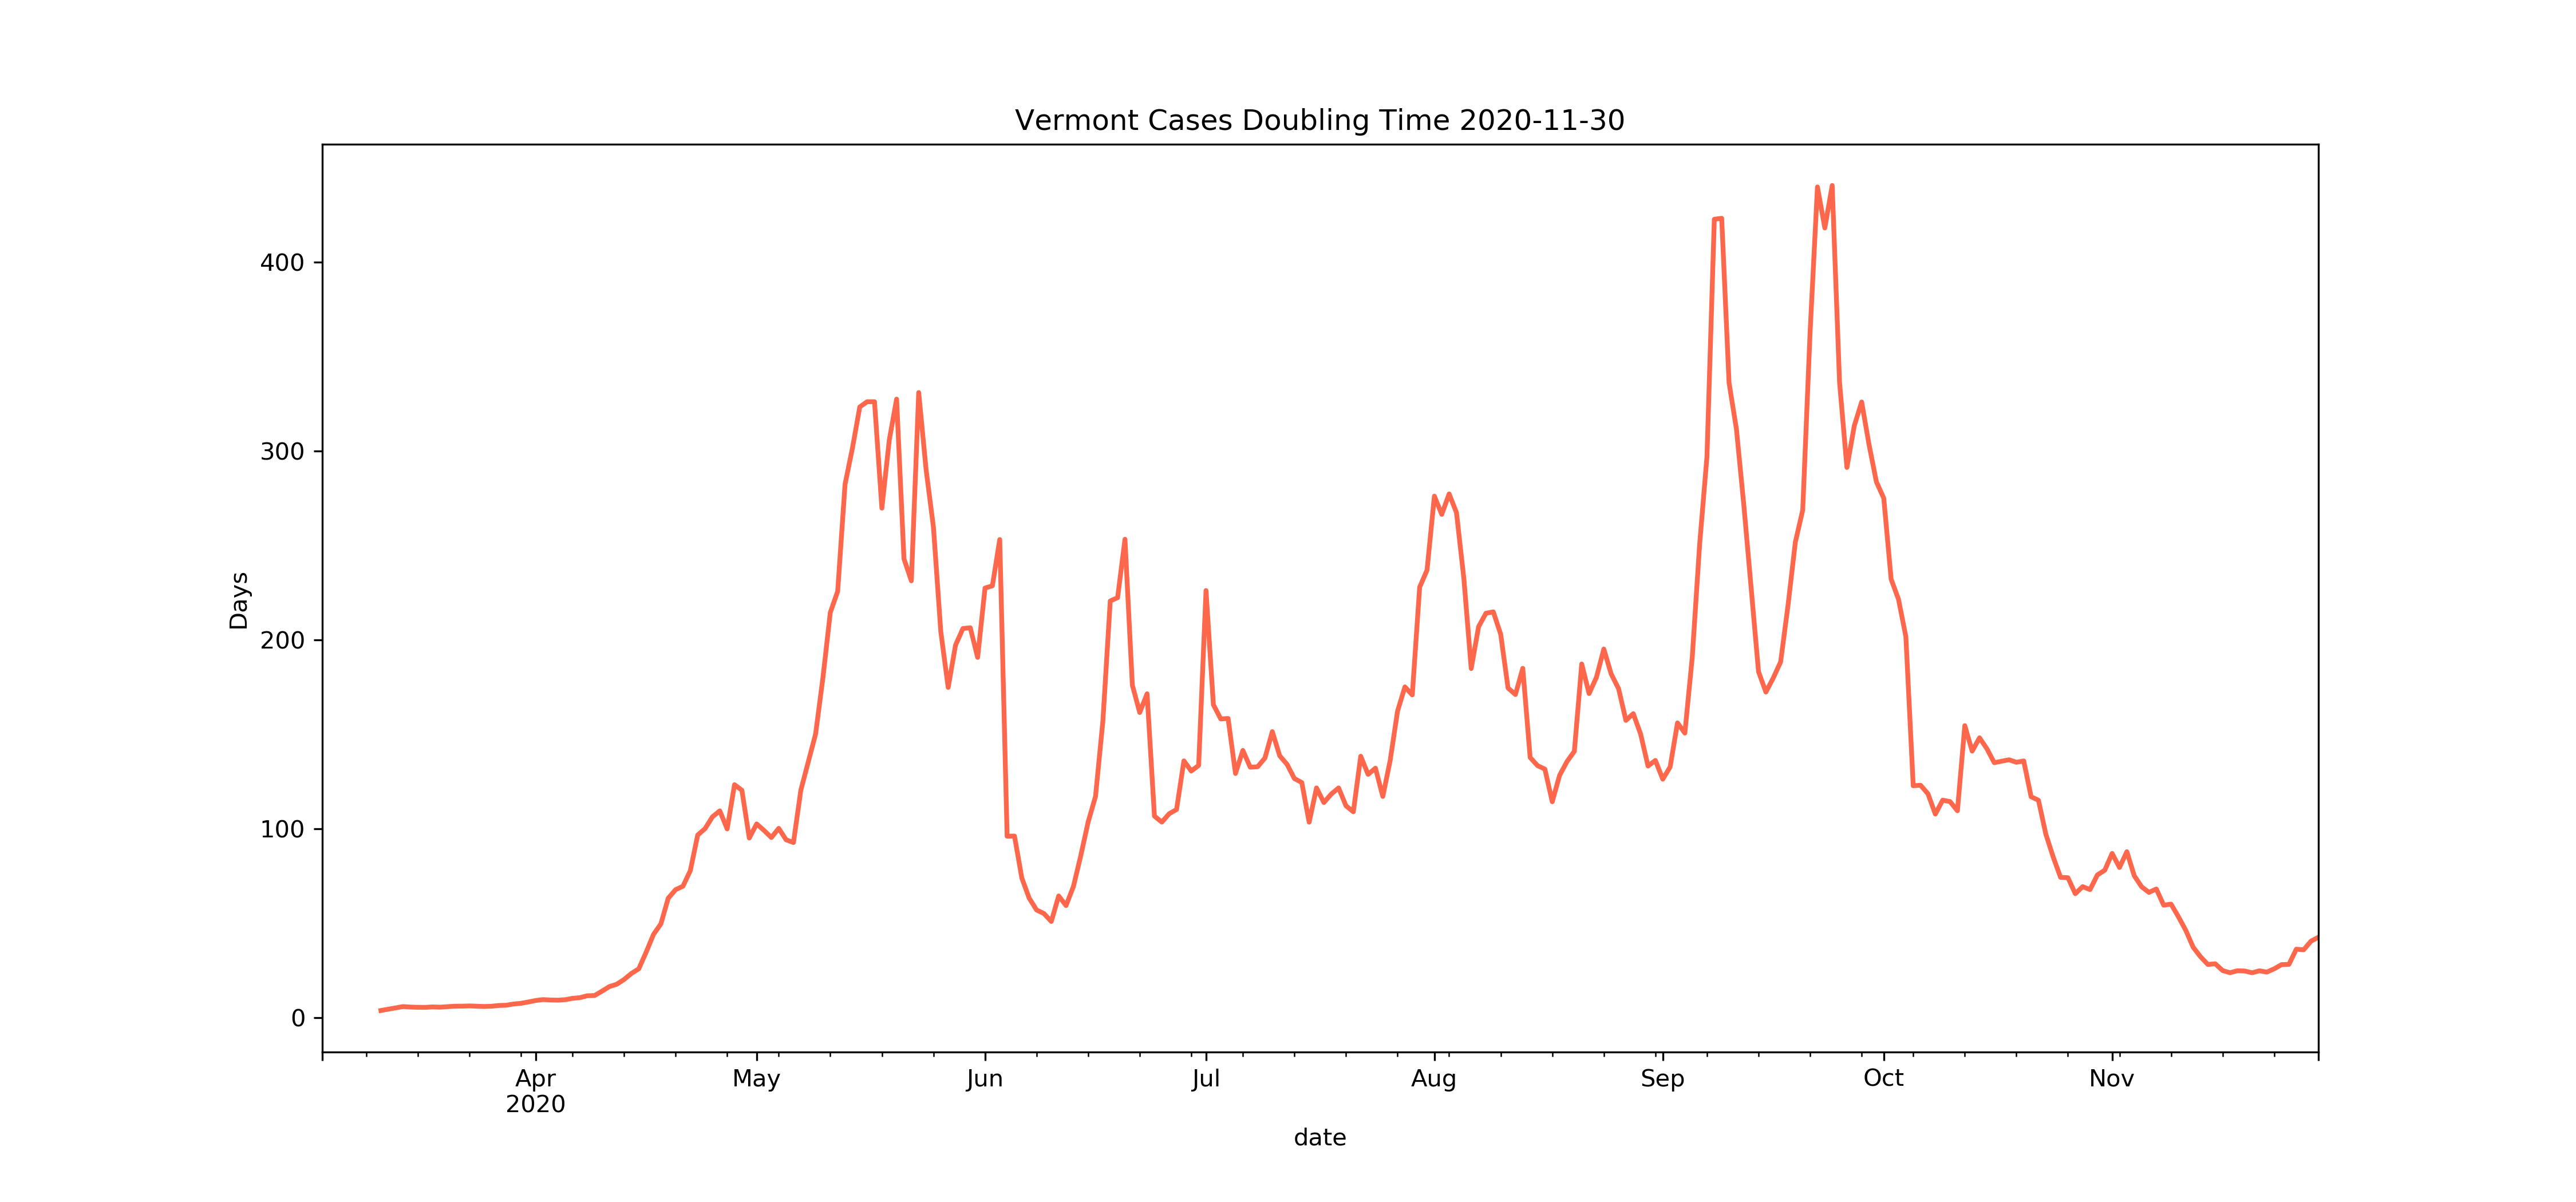 Vermont Cases Doubling Time 2020-11-30
400
300
200
100
0
Days
Apr May Jun Jul Aug Sep Oct Nov
2020
date